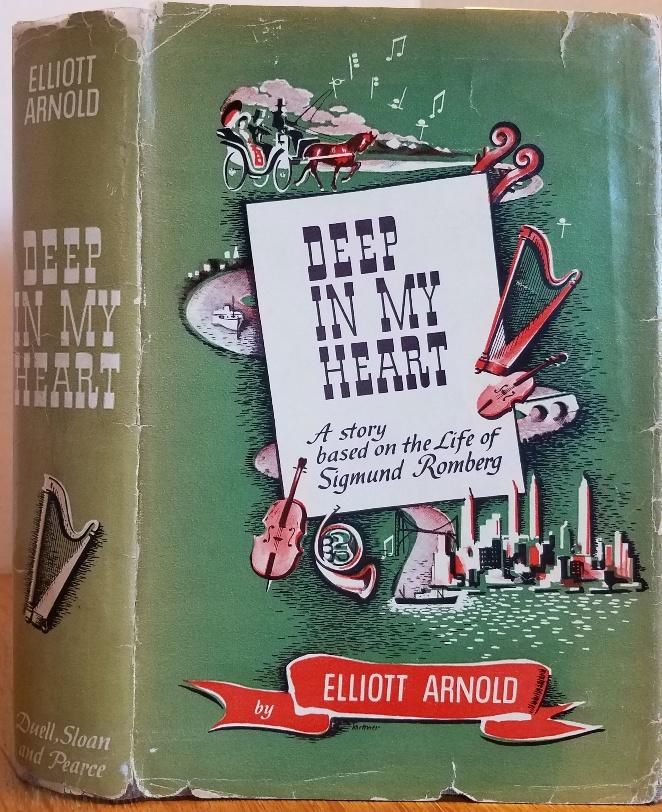 ELLIOTT
ARNOLD
DEEP
IN MY
HEART
Duell, Sloan
and Pearce
DEEP
IN MY
HEART
A story
based on the Life of
Sigmund Romberg
by
ELLIOTT ARNOLD